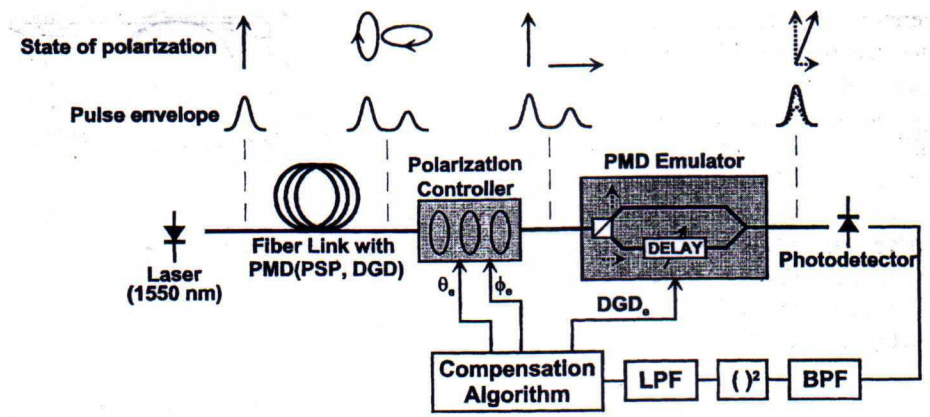 State of polarization
Pulse envelope
Polarization
Controller
PMD Emulator
DELAY
Fiber Link with
PMD(PSP, DGD)
Laser
(1550 nm)
Photodetector
θₑ
ϕₑ
DGDₑ
Compensation
Algorithm
LPF
( )²
BPF